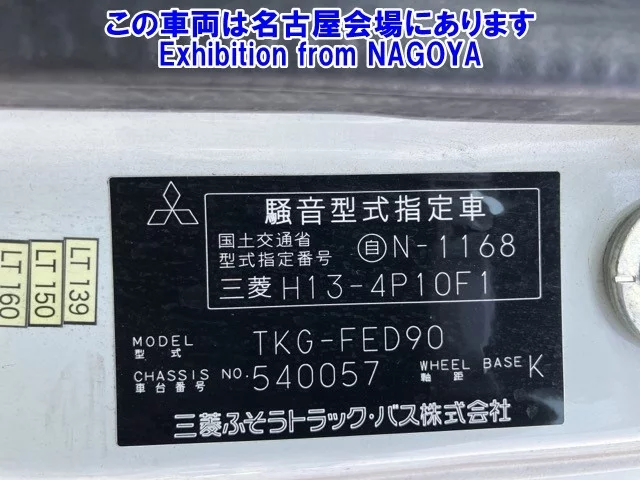 この車両は名古屋会場にあります
Exhibition from NAGOYA
騒音型式指定車
国土交通省
型式指定番号 自N-1168
三菱 H13-4P10F1
MODEL
型式 TKG-FED90
CHASSIS NO.
車台番号 540057 WHEEL BASE
軸距 K
三菱ふそうトラック・バス株式会社
LT 139
LT 150
LT 160